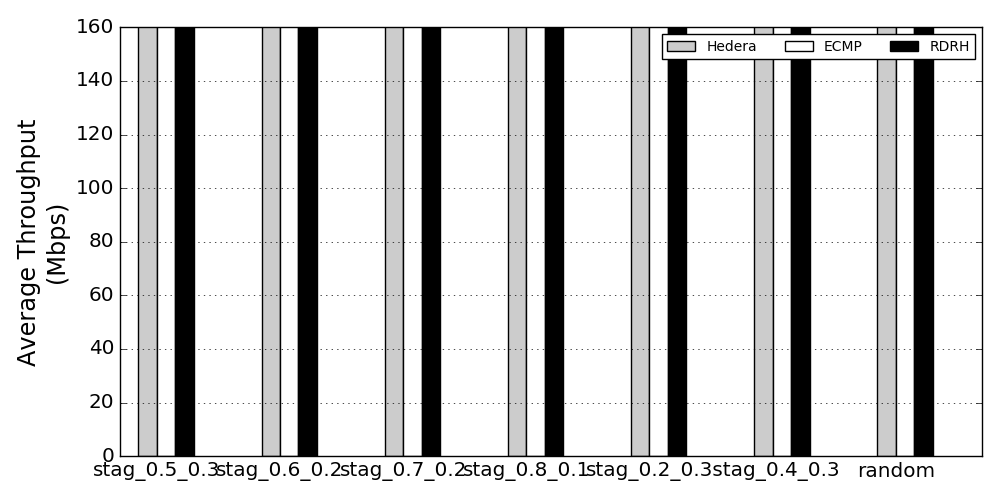 Average Throughput
(Mbps)
160
140
120
100
80
60
40
20
0
Hedera ECMP RDRH
stag_0.5_0.3 stag_0.6_0.2 stag_0.7_0.2 stag_0.8_0.1 stag_0.2_0.3 stag_0.4_0.3 random